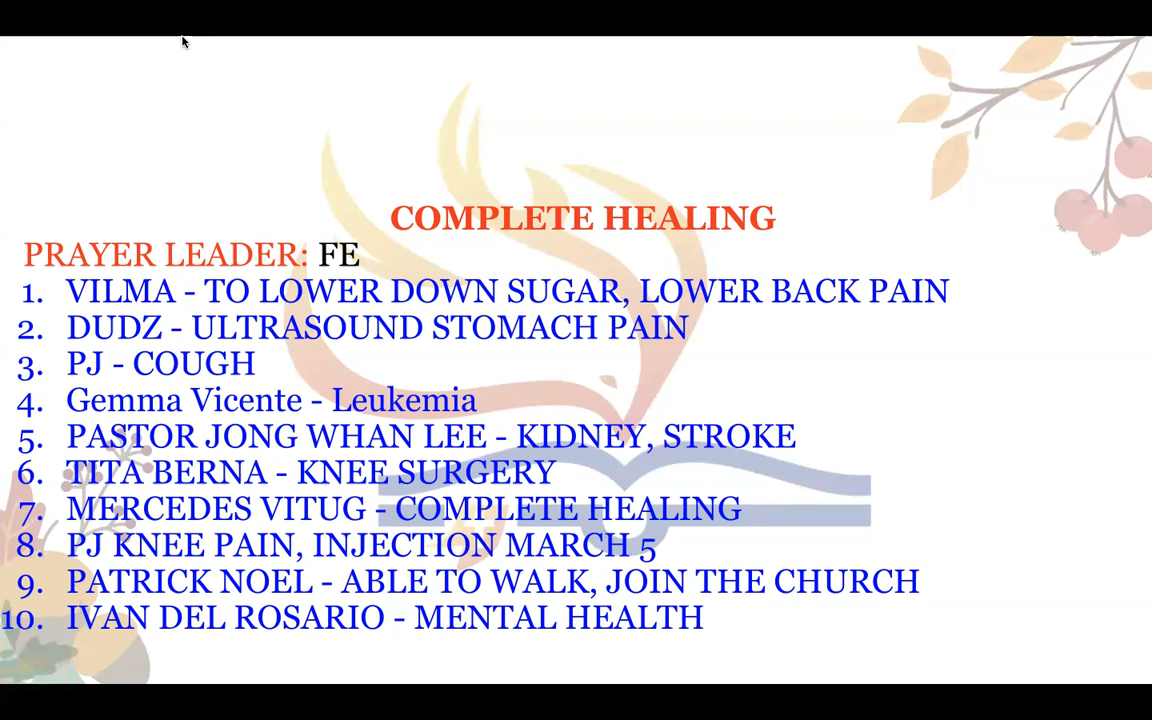 COMPLETE HEALING
PRAYER LEADER: FE
1. VILMA - TO LOWER DOWN SUGAR, LOWER BACK PAIN
2. DUDZ - ULTRASOUND STOMACH PAIN
3. PJ - COUGH
4. Gemma Vicente - Leukemia
5. PASTOR JONG WHAN LEE - KIDNEY, STROKE
6. TITA BERNA - KNEE SURGERY
7. MERCEDES VITUG - COMPLETE HEALING
8. PJ KNEE PAIN, INJECTION MARCH 5
9. PATRICK NOEL - ABLE TO WALK, JOIN THE CHURCH
10. IVAN DEL ROSARIO - MENTAL HEALTH